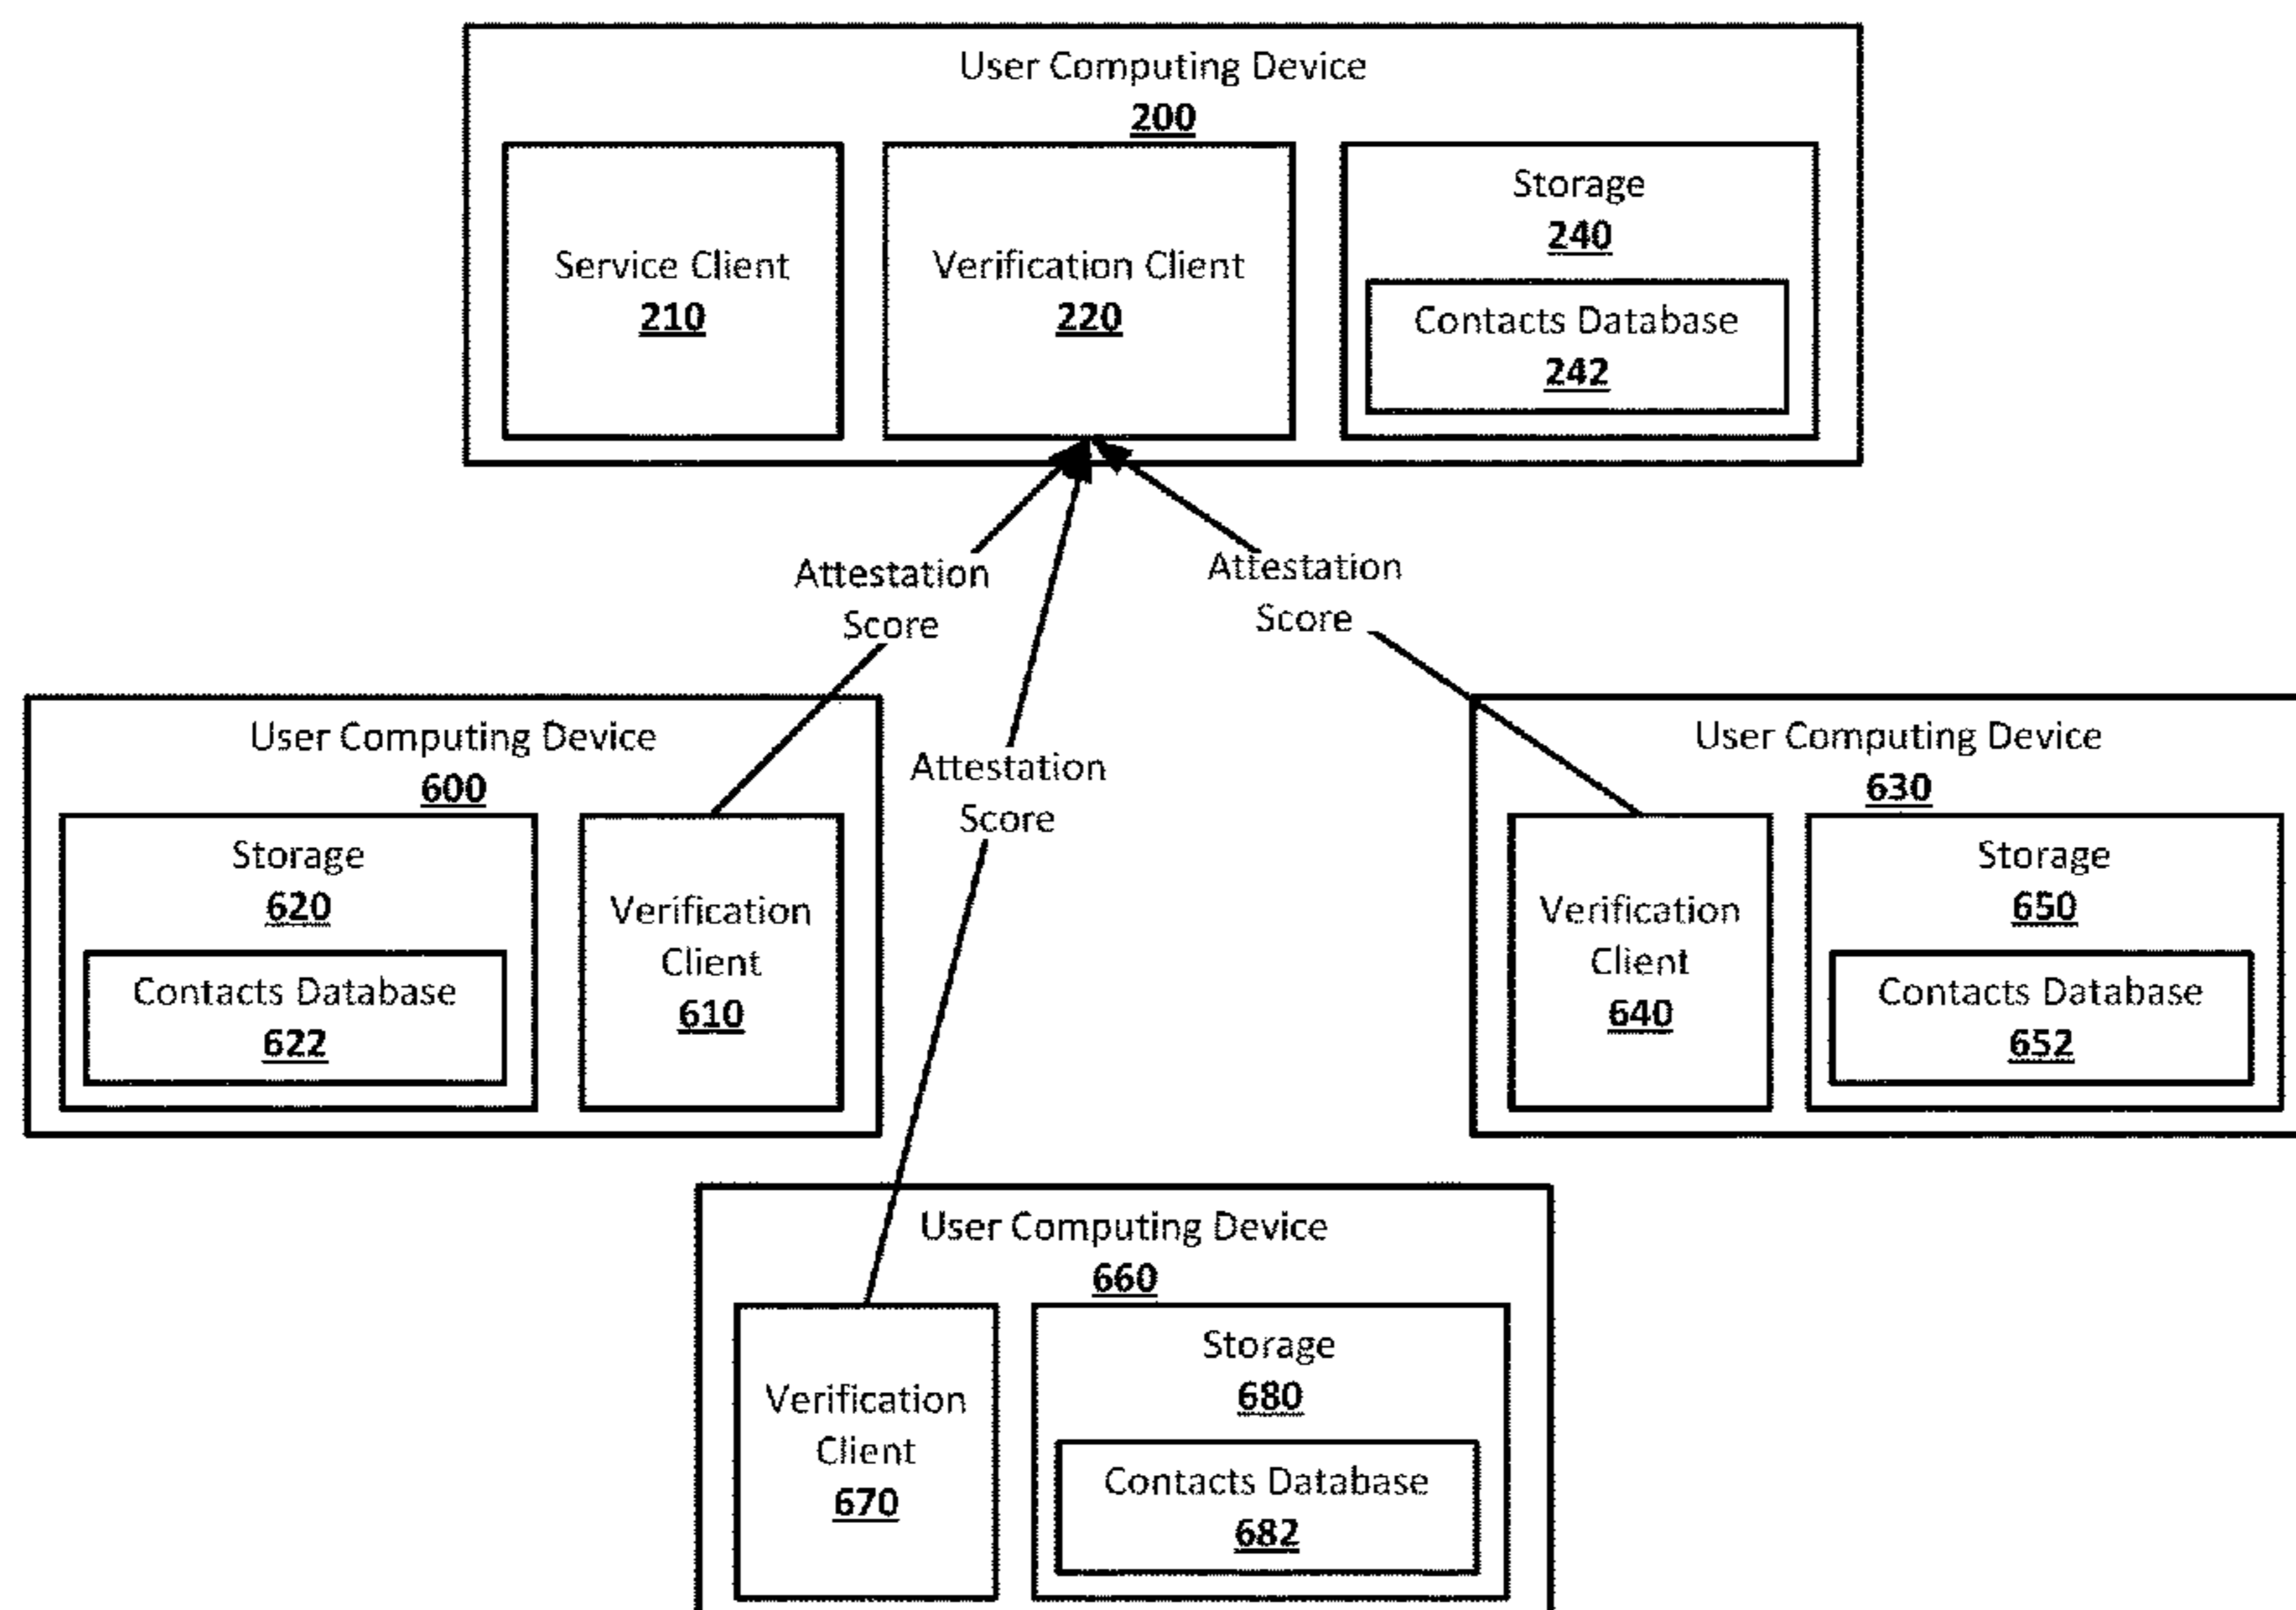 User Computing Device
200
Service Client
210
Verification Client
220
Storage
240
Contacts Database
242
Attestation
Score
Attestation
Score
Attestation
Score
User Computing Device
600
Storage
620
Contacts Database
622
Verification
Client
610
User Computing Device
630
Verification
Client
640
Storage
650
Contacts Database
652
User Computing Device
660
Verification
Client
670
Storage
680
Contacts Database
682